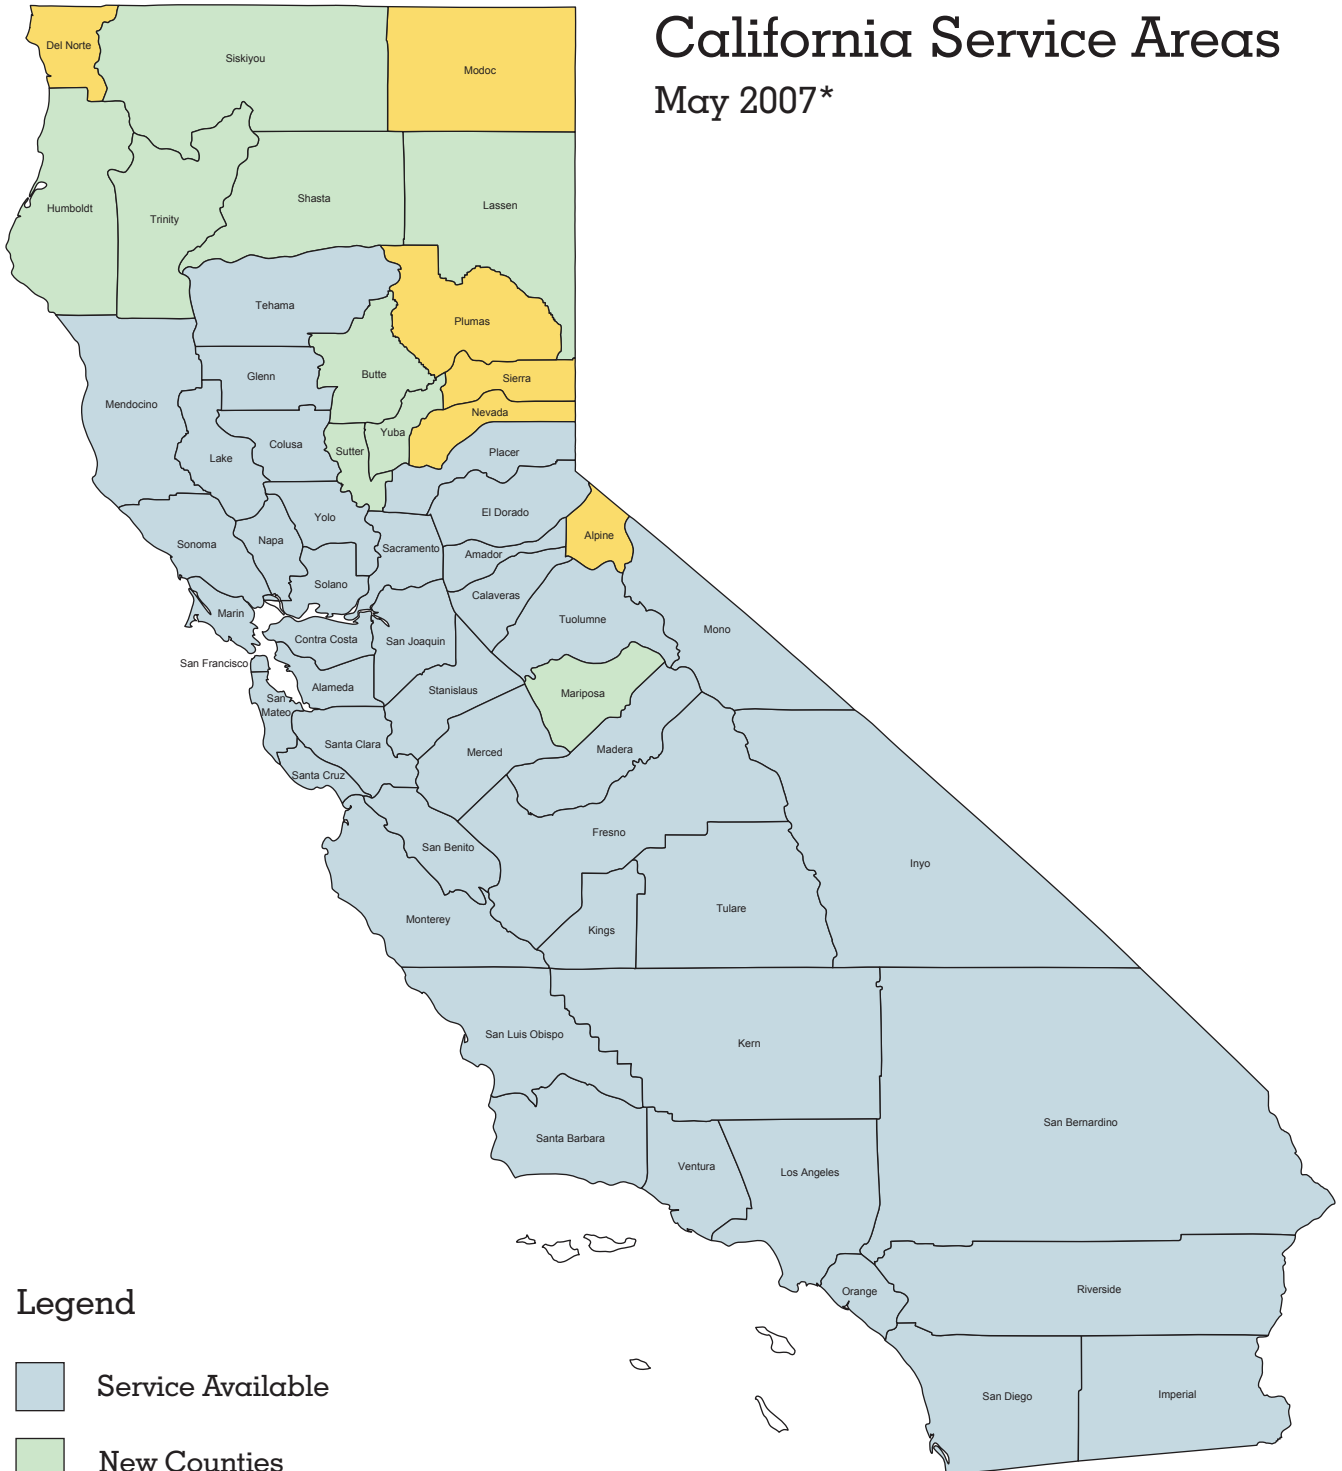 California Service Areas
May 2007*
Del Norte
Siskiyou
Modoc
Humboldt
Trinity
Shasta
Lassen
Tehama
Plumas
Butte
Glenn
Sierra
Nevada
Mendocino
Yuba
Colusa
Sutter
Placer
Lake
El Dorado
Yolo
Sonoma
Napa
Sacramento
Alpine
Amador
Solano
Calaveras
Marin
Tuolumne
Mono
Contra Costa
San Joaquin
San Francisco
Alameda
Stanislaus
Mariposa
San
Mateo
Santa Clara
Merced
Madera
Santa Cruz
Fresno
San Benito
Inyo
Tulare
Monterey
Kings
San Luis Obispo
Kern
San Bernardino
Santa Barbara
Ventura
Los Angeles
Orange
Riverside
San Diego
Imperial
Legend
Service Available
New Counties